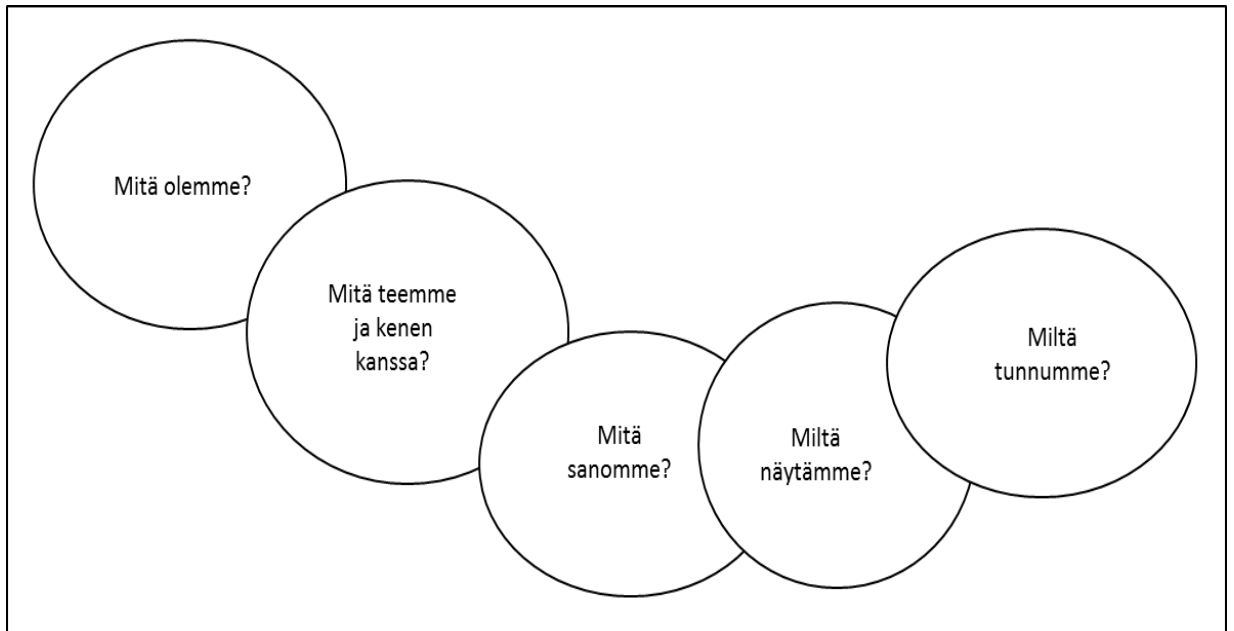 Mitä olemme?
Mitä teemme
ja kenen
kanssa?
Mitä
sanomme?
Miltä
näytämme?
Miltä
tunnumme?